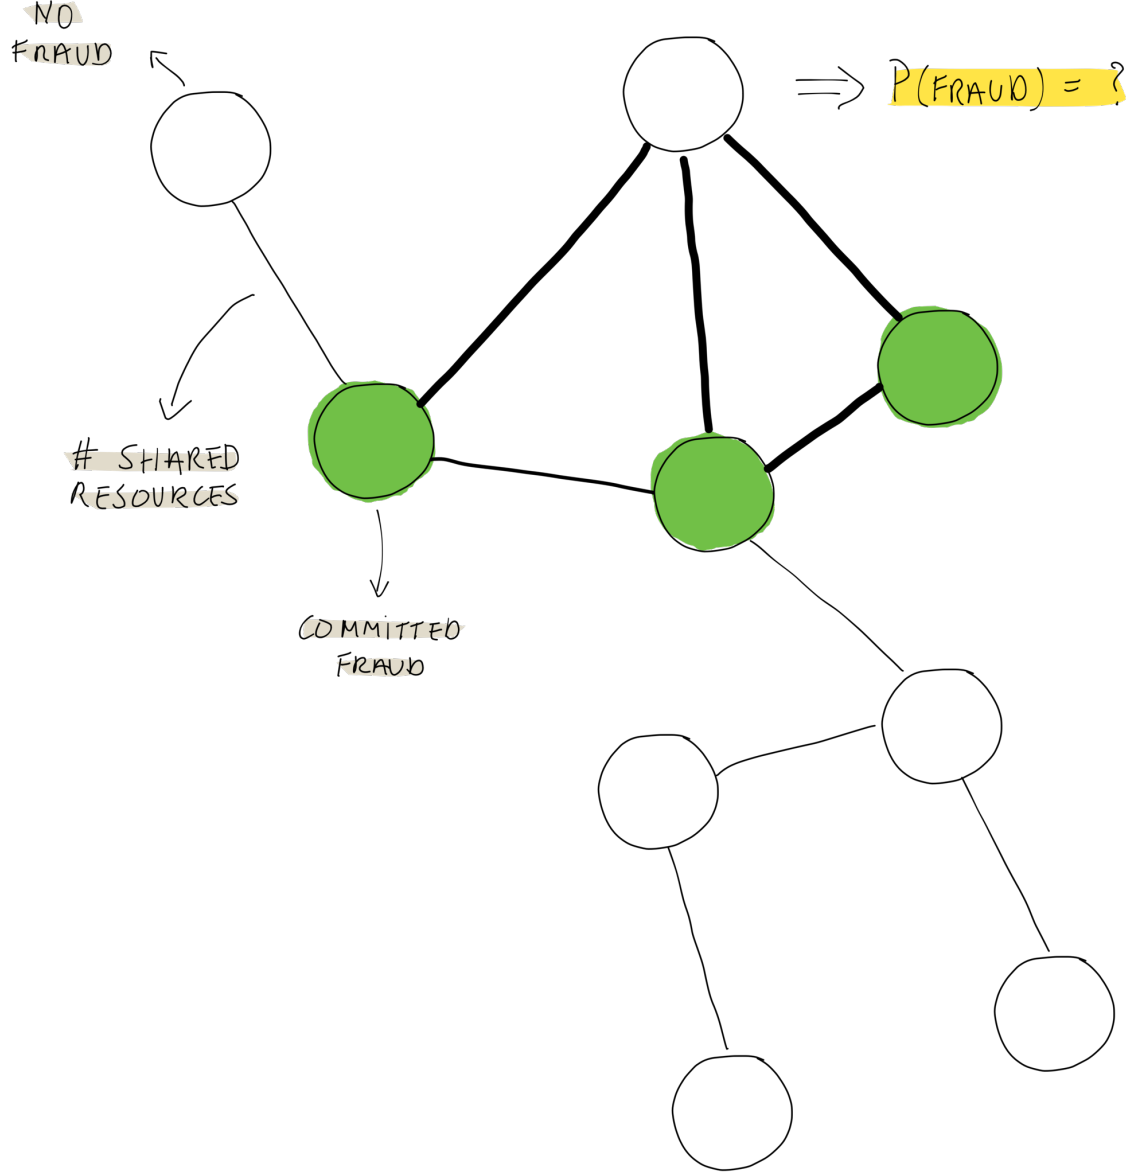 NO
FRAUD
⇒ P(FRAUD) = ?
# SHARED
RESOURCES
COMMITTED
FRAUD